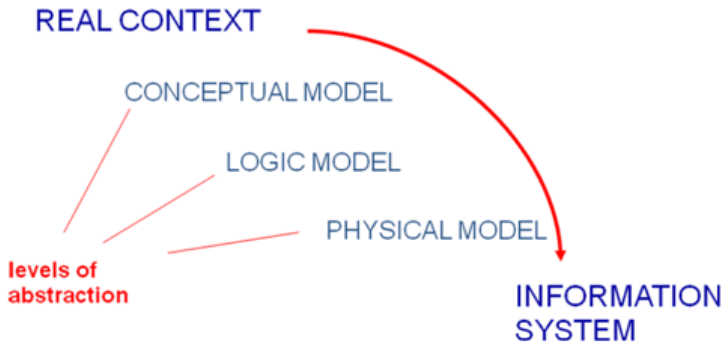 REAL CONTEXT
CONCEPTUAL MODEL
LOGIC MODEL
PHYSICAL MODEL
levels of
abstraction
INFORMATION
SYSTEM